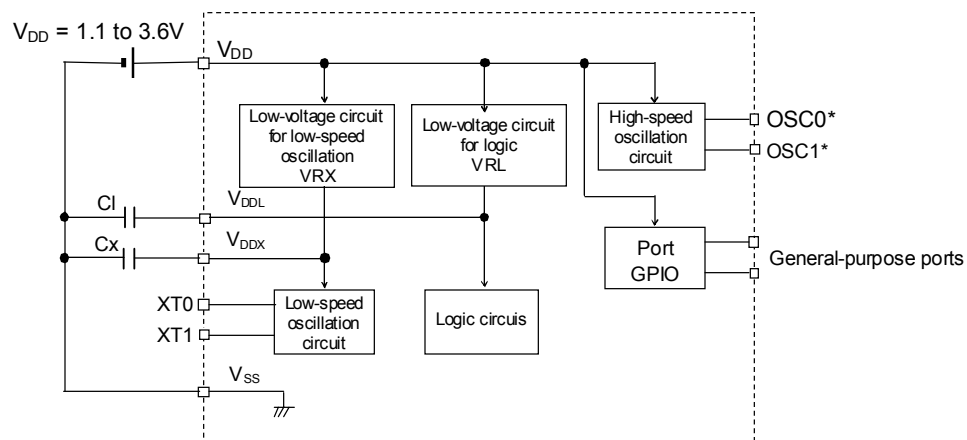 V_DD = 1.1 to 3.6V
V_DD
Low-voltage circuit
for low-speed
oscillation
VRX
Low-voltage circuit
for logic
VRL
High-speed
oscillation
circuit
OSC0*
OSC1*
Cl
V_DDL
Cx
V_DDX
Port
GPIO
General-purpose ports
XT0
XT1
Low-speed
oscillation
circuit
Logic circuis
V_SS